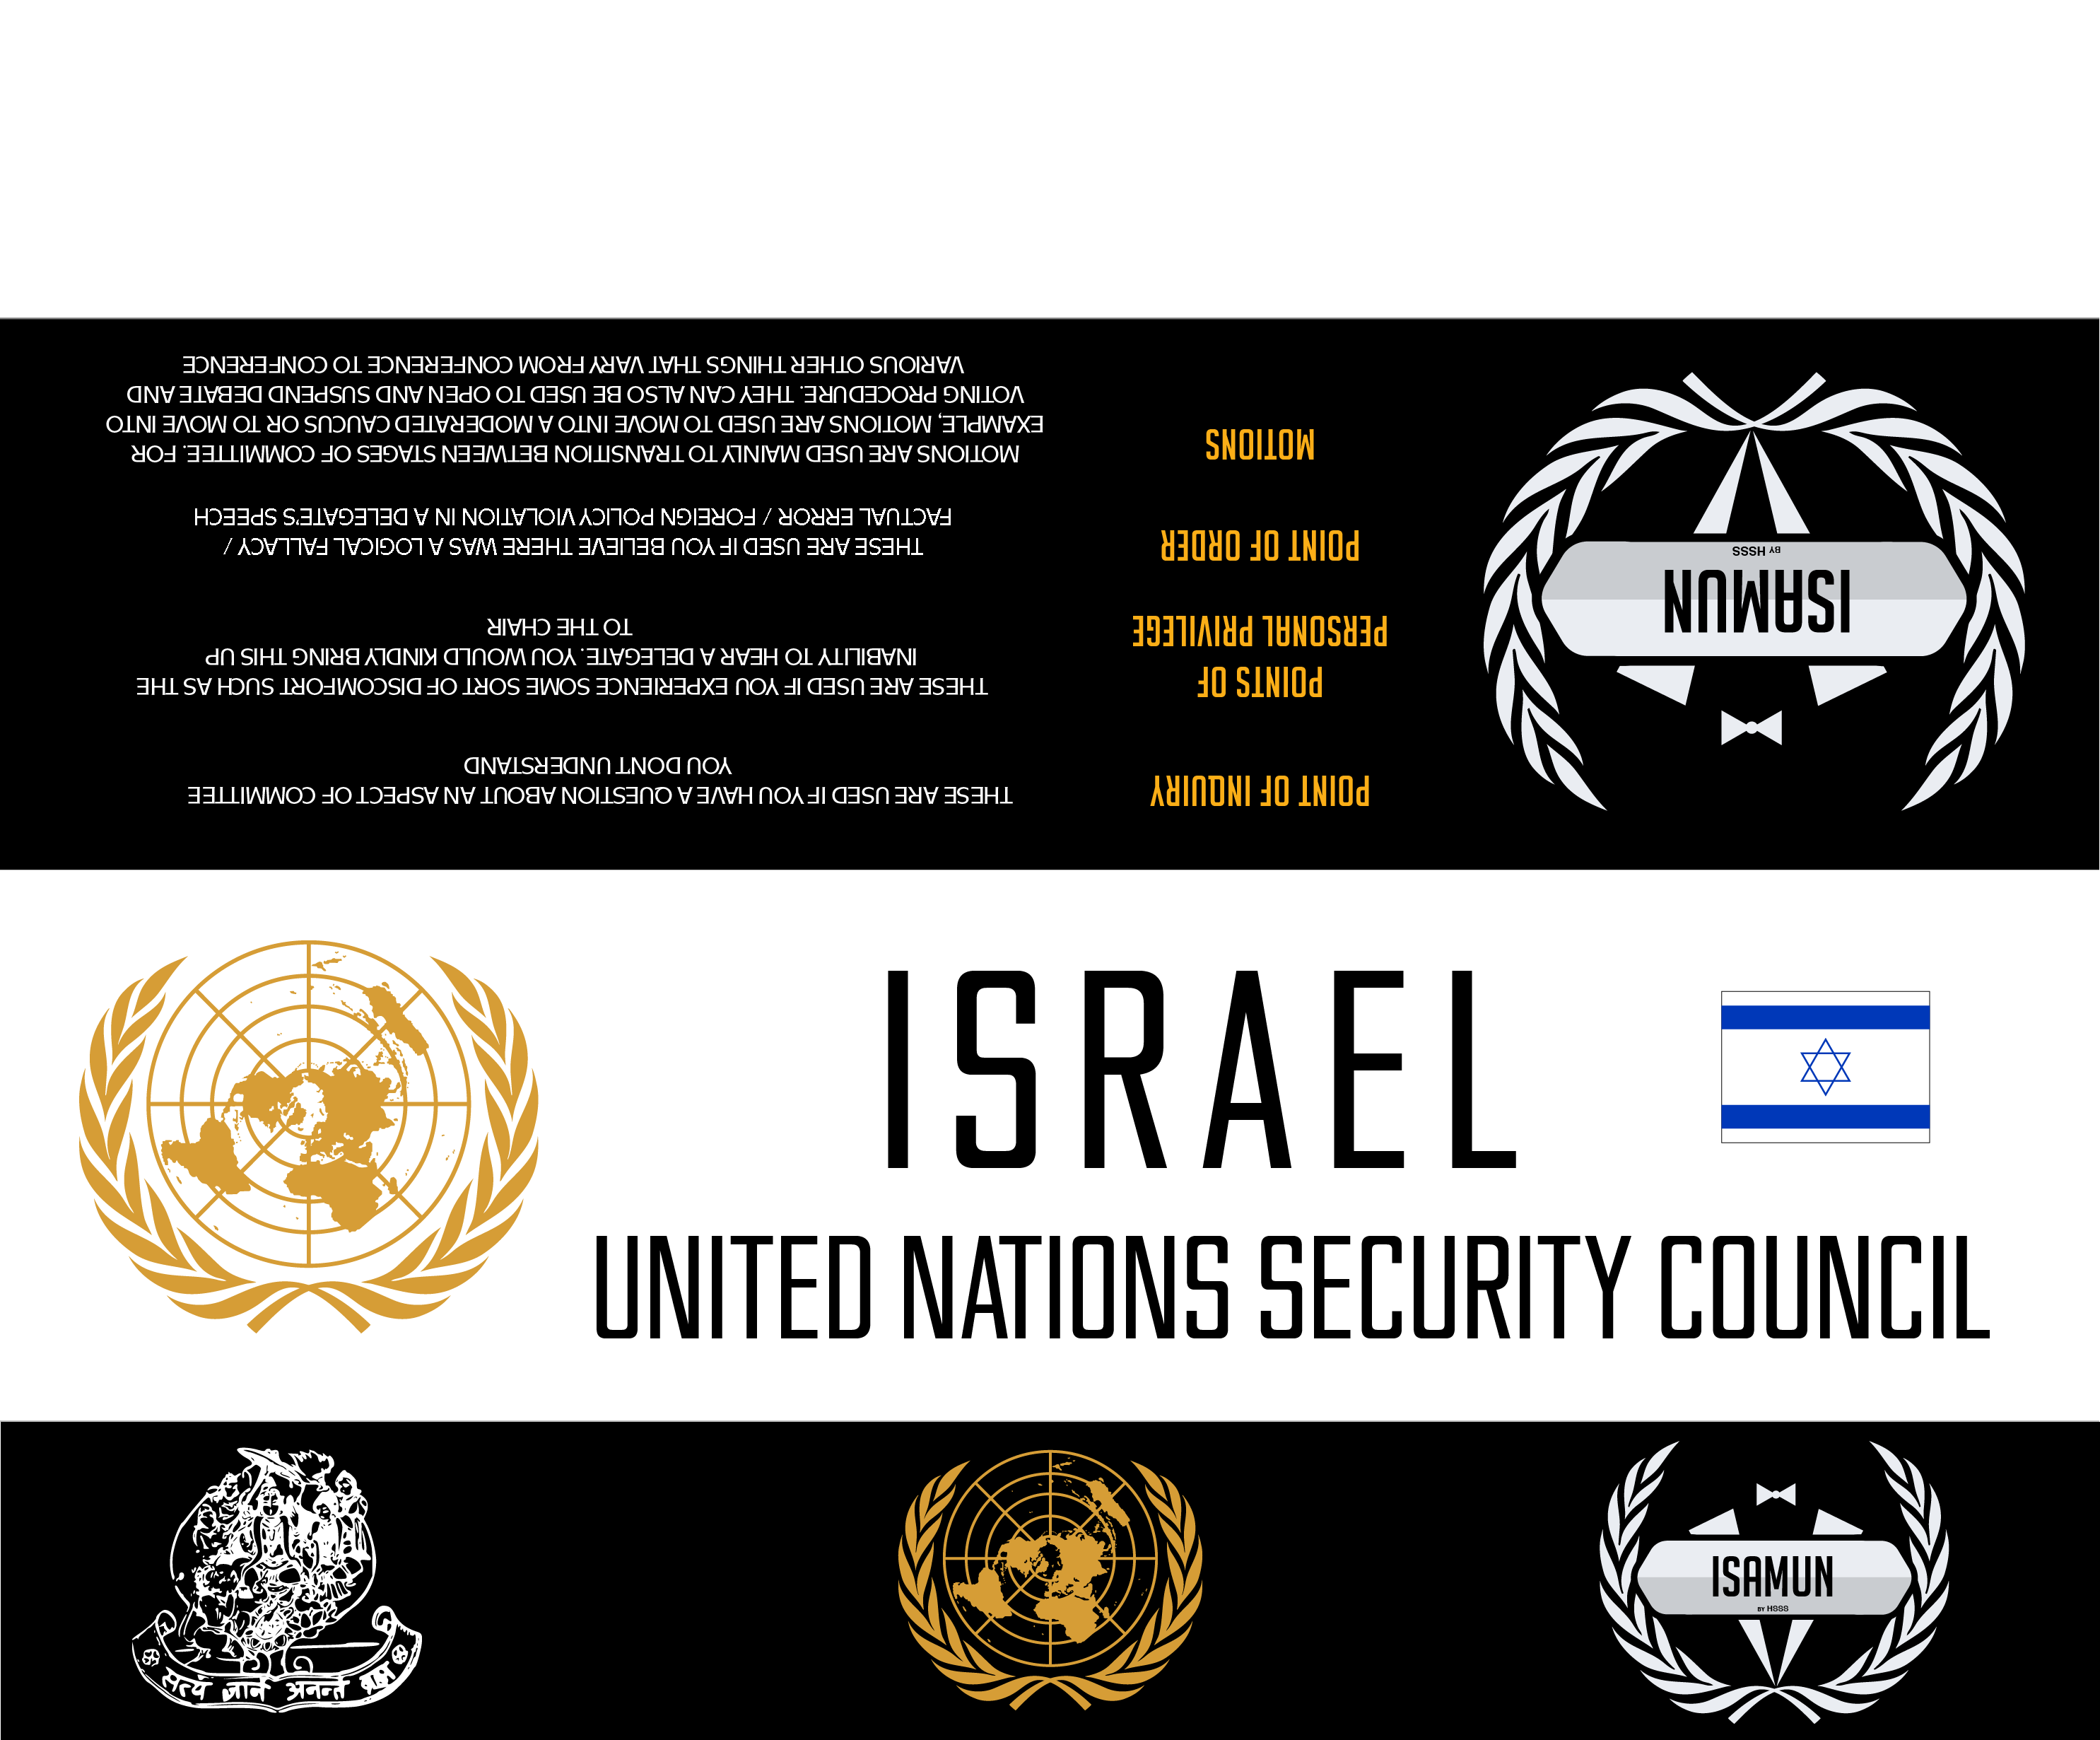 ISAMUN
BY HSSS
POINT OF INQUIRY
THESE ARE USED IF YOU HAVE A QUESTION ABOUT AN ASPECT OF COMMITTEE
YOU DON'T UNDERSTAND
POINTS OF
PERSONAL PRIVILEGE
THESE ARE USED IF YOU EXPERIENCE SOME SORT OF DISCOMFORT SUCH AS THE
INABILITY TO HEAR A DELEGATE. YOU WOULD KINDLY BRING THIS UP
TO THE CHAIR
POINT OF ORDER
THESE ARE USED IF YOU BELIEVE THERE WAS A LOGICAL FALLACY /
FACTUAL ERROR / FOREIGN POLICY VIOLATION IN A DELEGATE'S SPEECH
MOTIONS
MOTIONS ARE USED MAINLY TO TRANSITION BETWEEN STAGES OF COMMITTEE. FOR
EXAMPLE, MOTIONS ARE USED TO MOVE INTO A MODERATED CAUCUS OR TO MOVE INTO
VOTING PROCEDURE. THEY CAN ALSO BE USED TO OPEN AND SUSPEND DEBATE AND
VARIOUS OTHER THINGS THAT VARY FROM CONFERENCE TO CONFERENCE
ISRAEL
UNITED NATIONS SECURITY COUNCIL
सत्यं ज्ञानं अनन्तं ब्रह्म
ISAMUN
BY HSSS